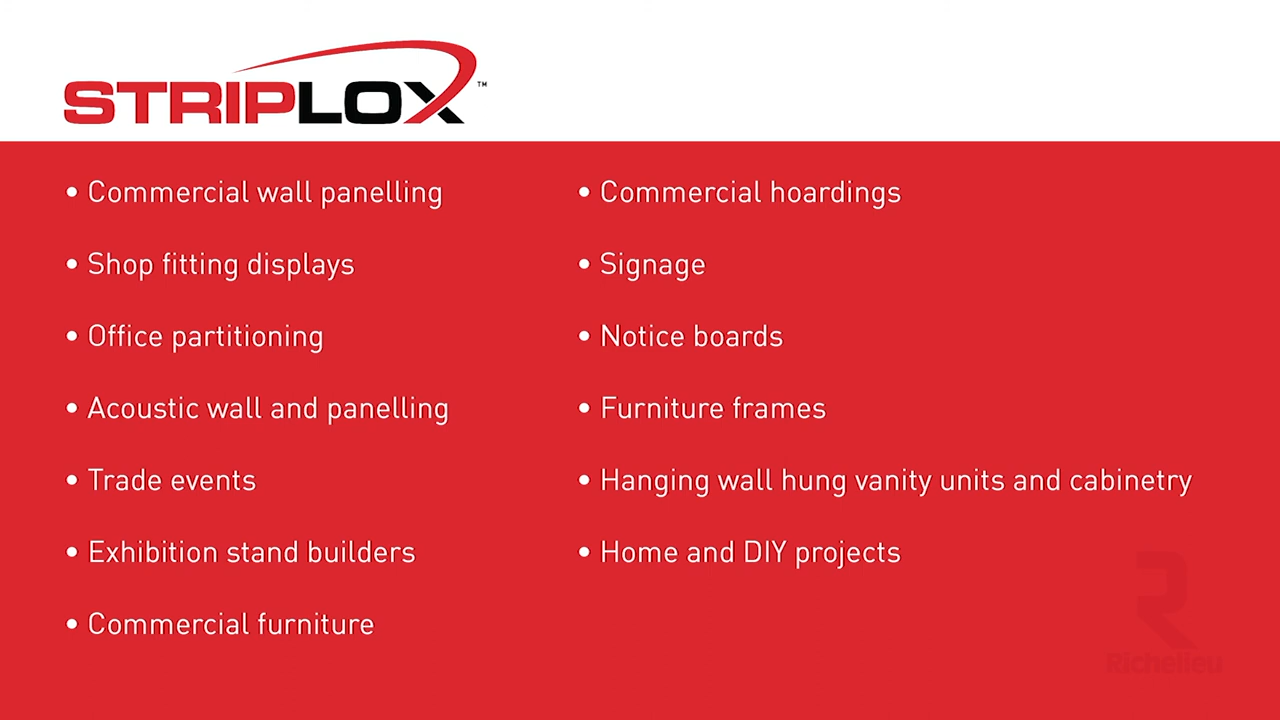 STRIPLOX™
• Commercial wall panelling
• Shop fitting displays
• Office partitioning
• Acoustic wall and panelling
• Trade events
• Exhibition stand builders
• Commercial furniture
• Commercial hoardings
• Signage
• Notice boards
• Furniture frames
• Hanging wall hung vanity units and cabinetry
• Home and DIY projects
Richelieu